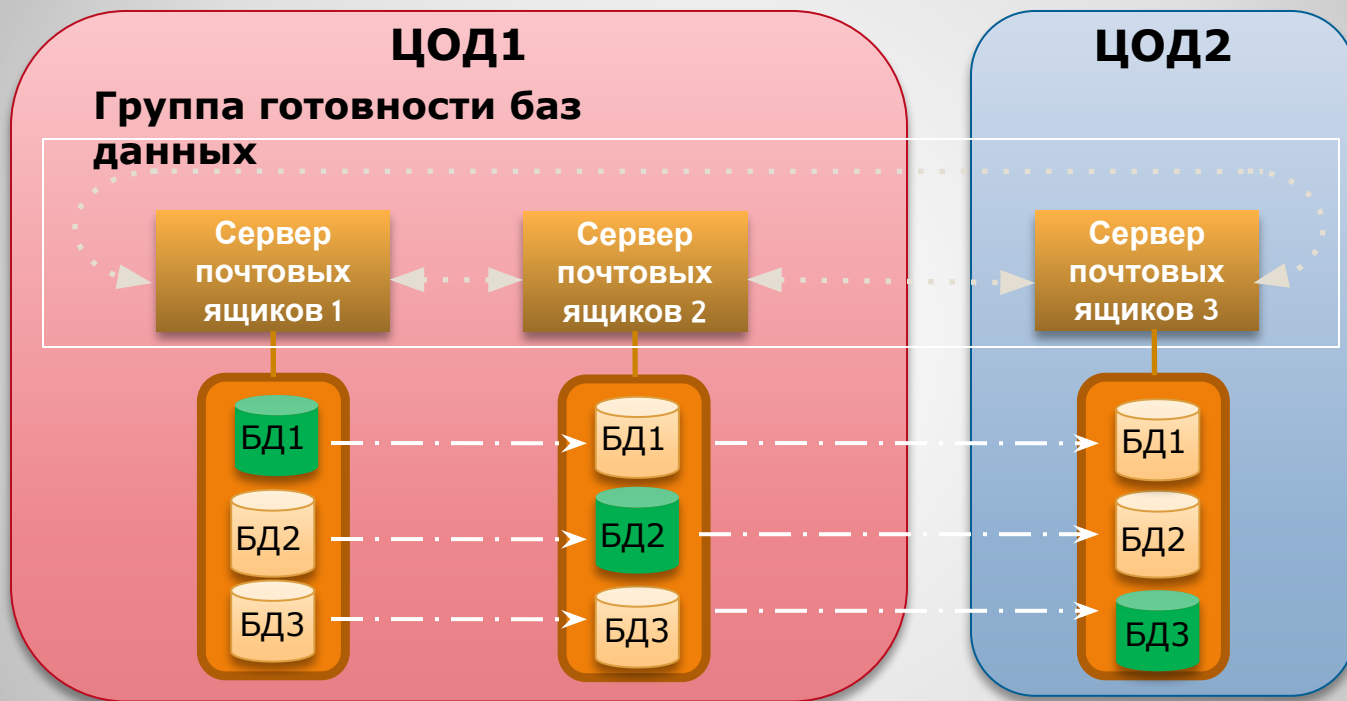 ЦОД1
ЦОД2
Группа готовности баз
данных
Сервер
почтовых
ящиков 1
Сервер
почтовых
ящиков 2
Сервер
почтовых
ящиков 3
БД1
БД2
БД3
БД1
БД2
БД3
БД1
БД2
БД3